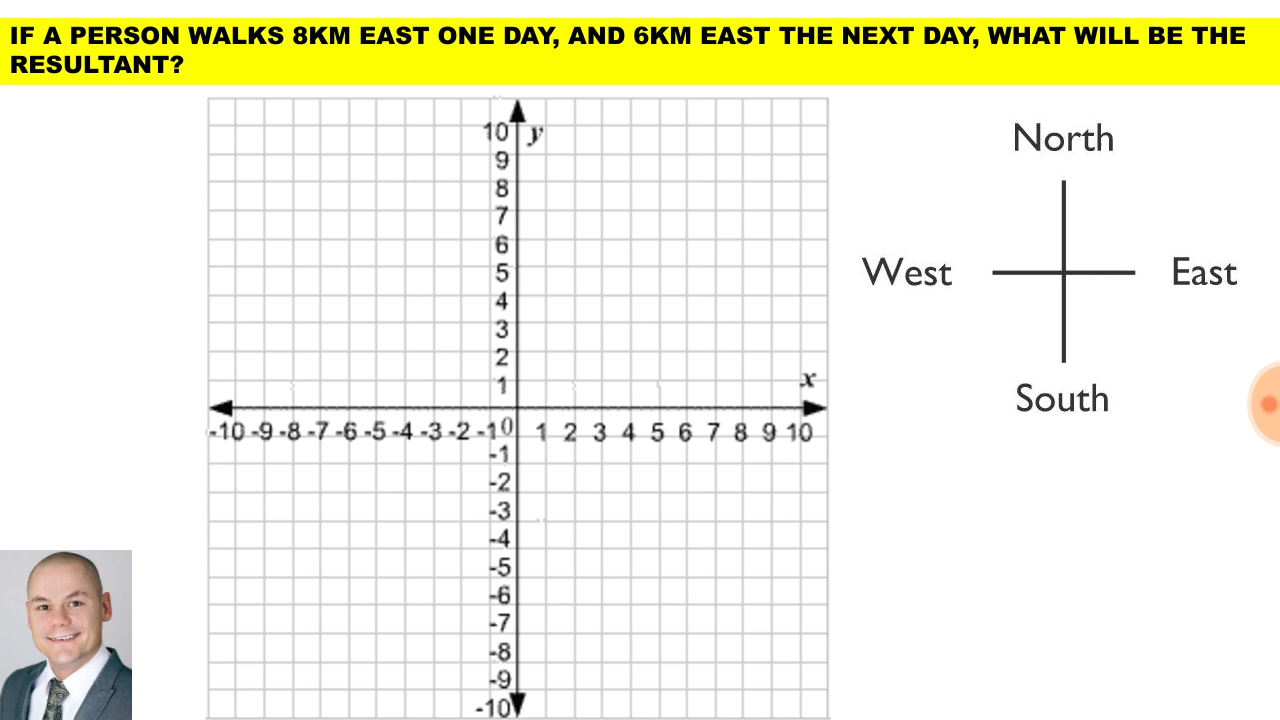 IF A PERSON WALKS 8KM EAST ONE DAY, AND 6KM EAST THE NEXT DAY, WHAT WILL BE THE
RESULTANT?
10 y
9
8
7
6
5
4
3
2
1
x
-10 -9 -8 -7 -6 -5 -4 -3 -2 -1 0 1 2 3 4 5 6 7 8 9 10
-1
-2
-3
-4
-5
-6
-7
-8
-9
-10
North
West East
South